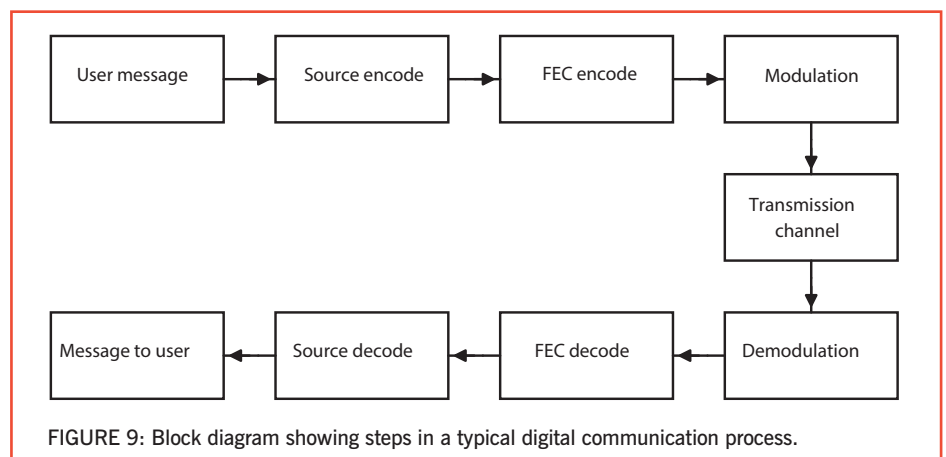 User message
Source encode
FEC encode
Modulation
Transmission
channel
Message to user
Source decode
FEC decode
Demodulation
FIGURE 9: Block diagram showing steps in a typical digital communication process.